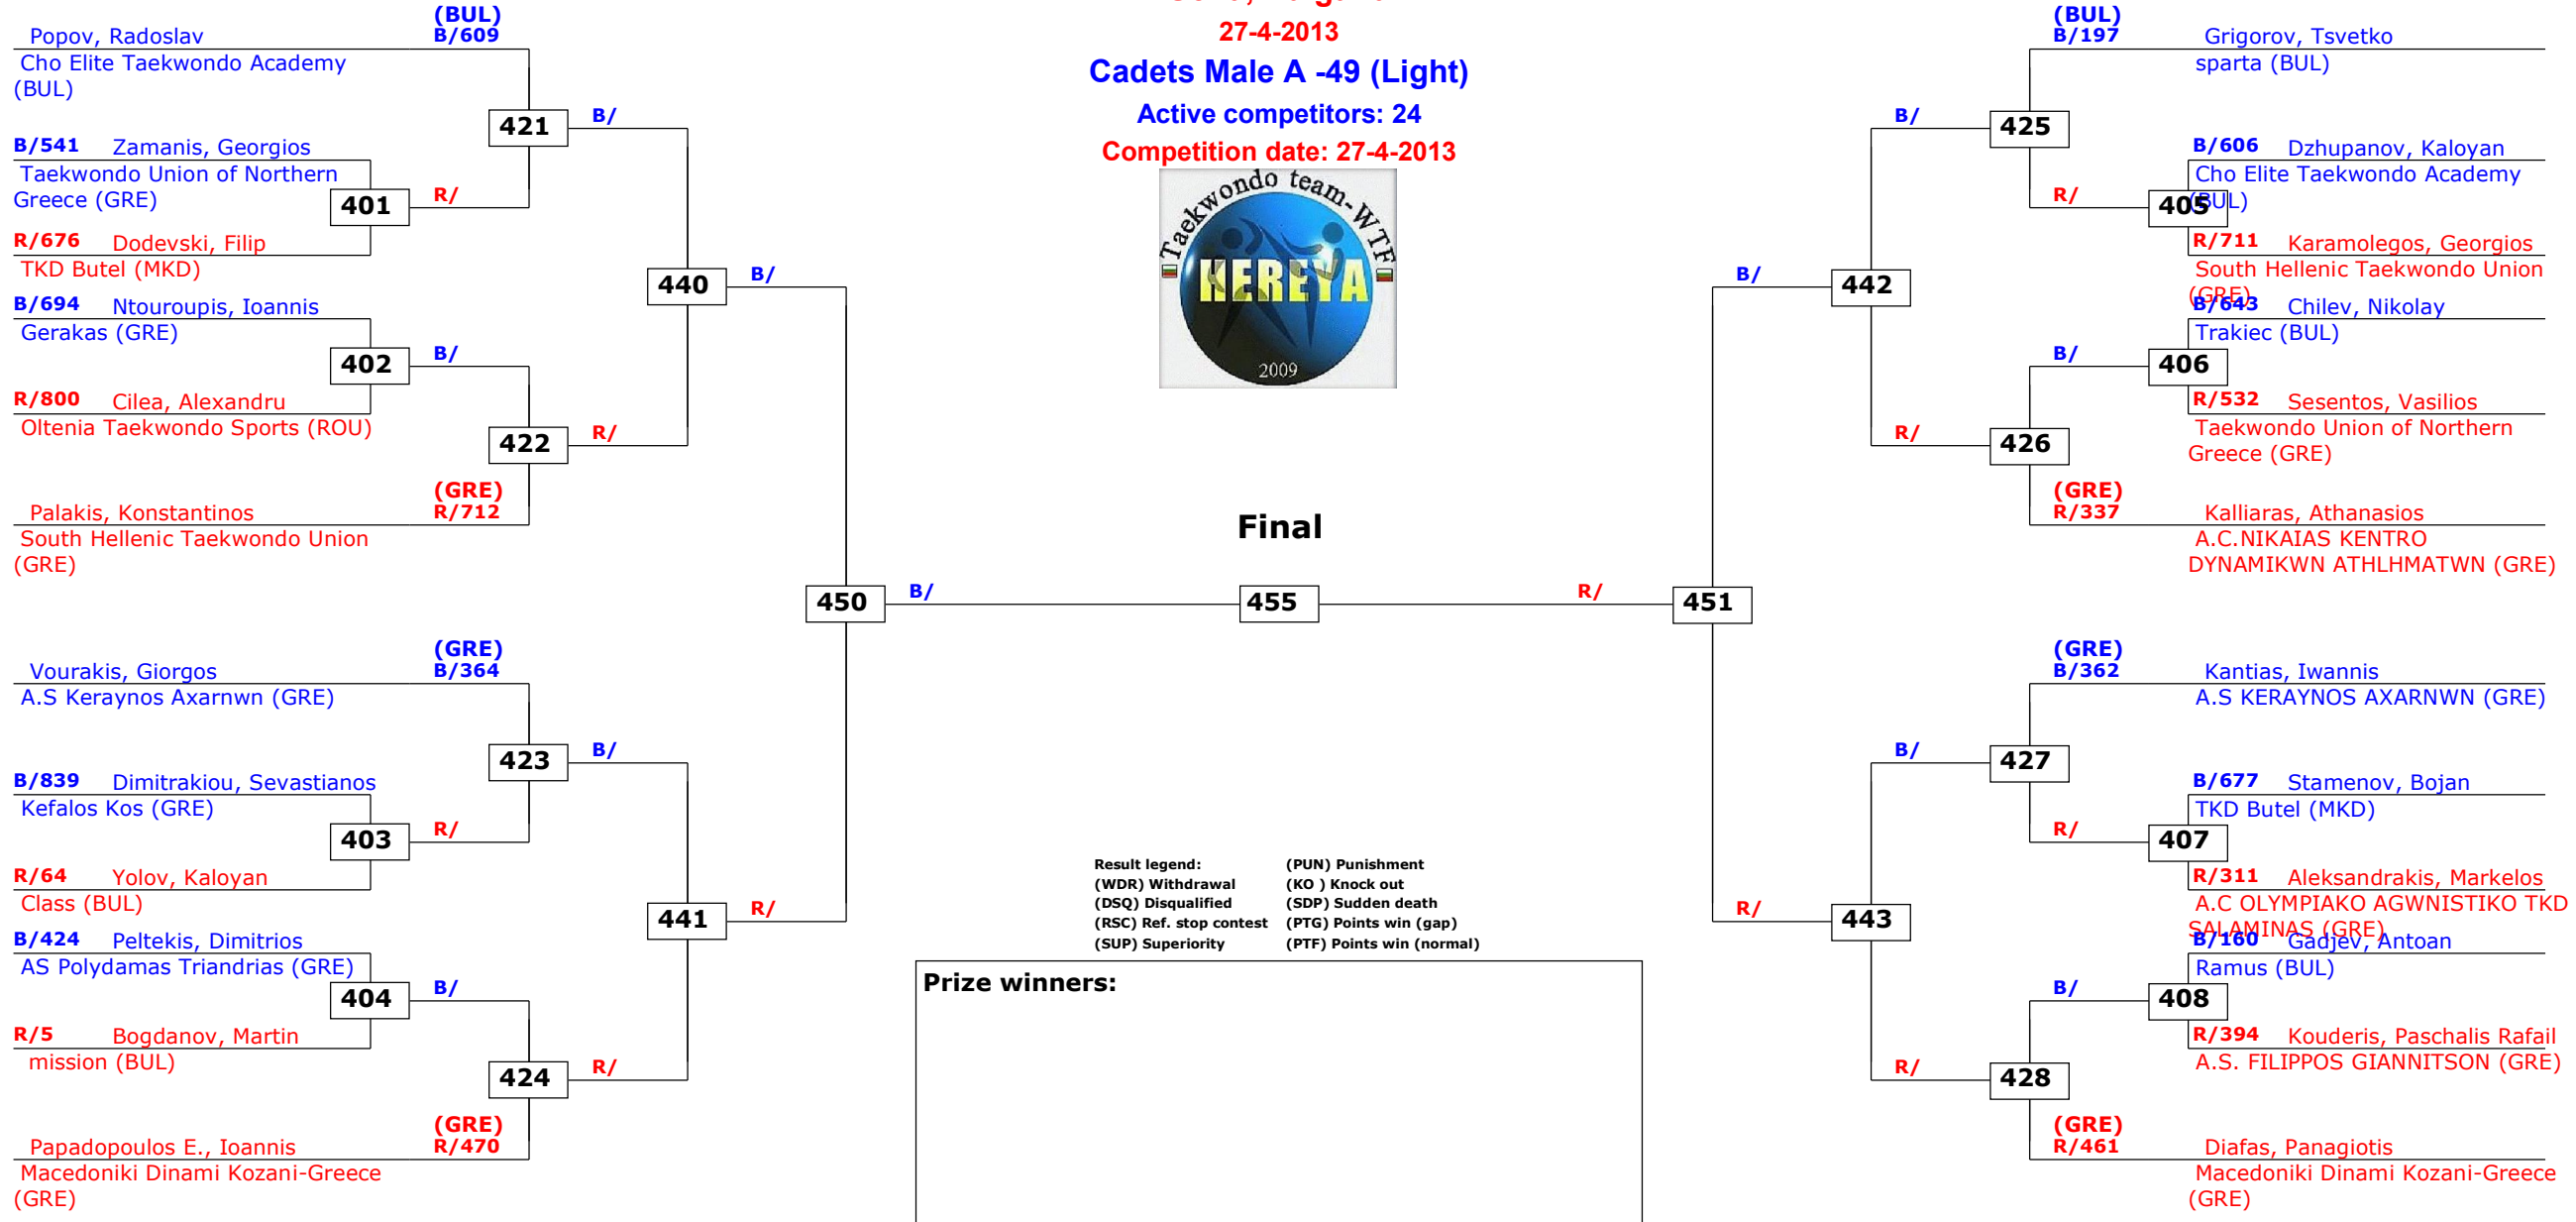 (BUL)
Popov, Radoslav B/609
Cho Elite Taekwondo Academy
(BUL)
421
B/
B/541 Zamanis, Georgios
Taekwondo Union of Northern
Greece (GRE)
401
R/
R/676 Dodevski, Filip
TKD Butel (MKD)
440
B/
B/694 Ntouroupis, Ioannis
Gerakas (GRE)
402
B/
R/800 Cilea, Alexandru
Oltenia Taekwondo Sports (ROU)
422
R/
(GRE)
Palakis, Konstantinos R/712
South Hellenic Taekwondo Union
(GRE)
450
B/
(GRE)
Vourakis, Giorgos B/364
A.S Keraynos Axarnwn (GRE)
423
B/
B/839 Dimitrakiou, Sevastianos
Kefalos Kos (GRE)
403
R/
R/64 Yolov, Kaloyan
Class (BUL)
441
R/
B/424 Peltekis, Dimitrios
AS Polydamas Triandrias (GRE)
404
B/
R/5 Bogdanov, Martin
mission (BUL)
424
R/
(GRE)
Papadopoulos E., Ioannis R/470
Macedoniki Dinami Kozani-Greece
(GRE)
27-4-2013
Cadets Male A -49 (Light)
Active competitors: 24
Competition date: 27-4-2013
Taekwondo team-WTF
HEREYA
2009
Final
455
Result legend: (PUN) Punishment
(WDR) Withdrawal (KO ) Knock out
(DSQ) Disqualified (SDP) Sudden death
(RSC) Ref. stop contest (PTG) Points win (gap)
(SUP) Superiority (PTF) Points win (normal)
Prize winners:
(BUL)
B/197 Grigorov, Tsvetko
sparta (BUL)
B/
425
B/606 Dzhupanov, Kaloyan
Cho Elite Taekwondo Academy
(BUL)
R/
405
R/711 Karamolegos, Georgios
South Hellenic Taekwondo Union
(GRE)
B/
442
B/643 Chilev, Nikolay
Trakiec (BUL)
B/
406
R/532 Sesentos, Vasilios
Taekwondo Union of Northern
Greece (GRE)
R/
426
(GRE)
R/337 Kalliaras, Athanasios
A.C.NIKAIAS KENTRO
DYNAMIKWN ATHLHMATWN (GRE)
R/
451
(GRE)
B/362 Kantias, Iwannis
A.S KERAYNOS AXARNWN (GRE)
B/
427
B/677 Stamenov, Bojan
TKD Butel (MKD)
R/
407
R/311 Aleksandrakis, Markelos
A.C OLYMPIAKO AGWNISTIKO TKD
SALAMINAS (GRE)
R/
443
B/160 Gadjev, Antoan
Ramus (BUL)
B/
408
R/394 Kouderis, Paschalis Rafail
A.S. FILIPPOS GIANNITSON (GRE)
R/
428
(GRE)
R/461 Diafas, Panagiotis
Macedoniki Dinami Kozani-Greece
(GRE)